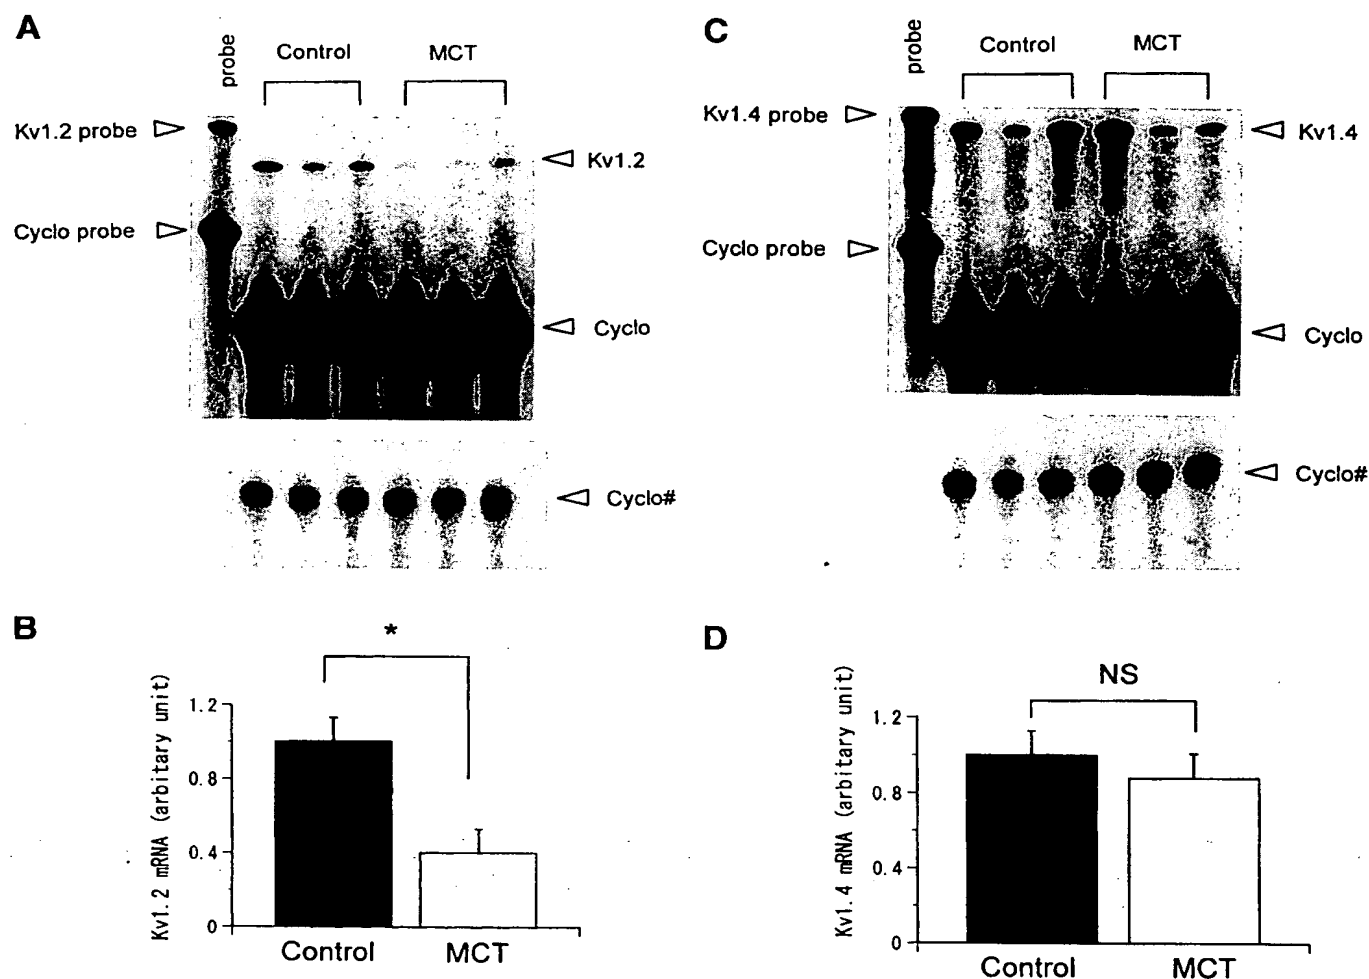 A
probe
Control
MCT
Kv1.2 probe
Kv1.2
Cyclo probe
Cyclo
Cyclo#
C
probe
Control
MCT
Kv1.4 probe
Kv1.4
Cyclo probe
Cyclo
Cyclo#
B
*
Kv1.2 mRNA (arbitary unit)
1.2
0.8
0.4
0
Control
MCT
D
NS
Kv1.4 mRNA (arbitary unit)
1.2
0.8
0.4
0
Control
MCT